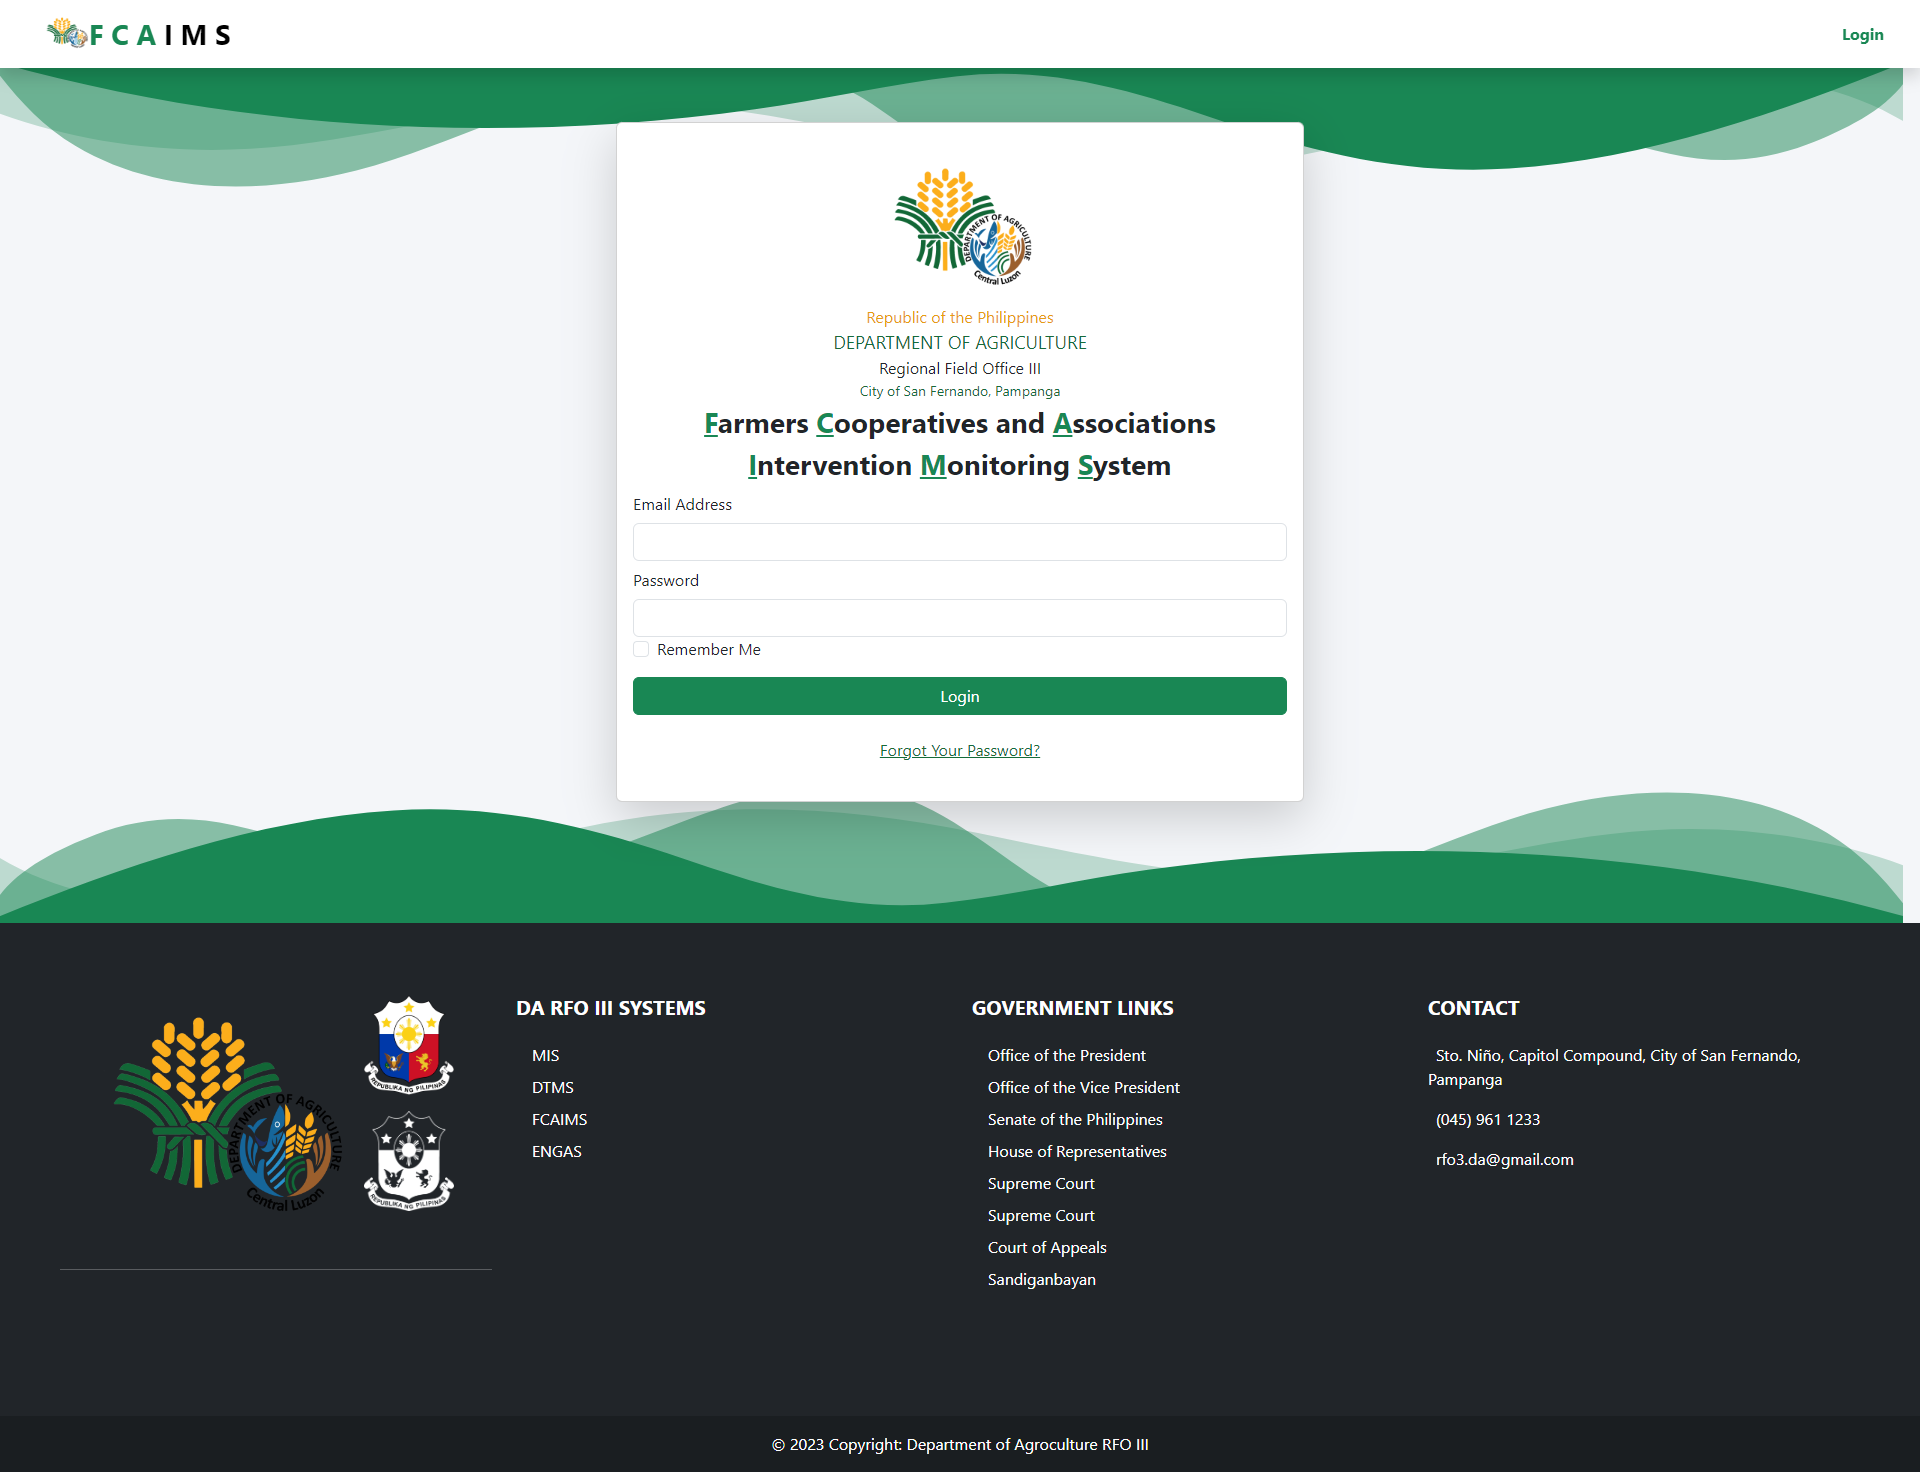 FCAIMS
Login
DEPARTMENT OF AGRICULTURE
Central Luzon
Republic of the Philippines
DEPARTMENT OF AGRICULTURE
Regional Field Office III
City of San Fernando, Pampanga
Farmers Cooperatives and Associations
Intervention Monitoring System
Email Address
Password
Remember Me
Login
Forgot Your Password?
DEPARTMENT OF AGRICULTURE
Central Luzon
REPUBLIKA NG PILIPINAS
REPUBLIKA NG PILIPINAS
DA RFO III SYSTEMS
MIS
DTMS
FCAIMS
ENGAS
GOVERNMENT LINKS
Office of the President
Office of the Vice President
Senate of the Philippines
House of Representatives
Supreme Court
Supreme Court
Court of Appeals
Sandiganbayan
CONTACT
Sto. Niño, Capitol Compound, City of San Fernando,
Pampanga
(045) 961 1233
rfo3.da@gmail.com
© 2023 Copyright: Department of Agroculture RFO III